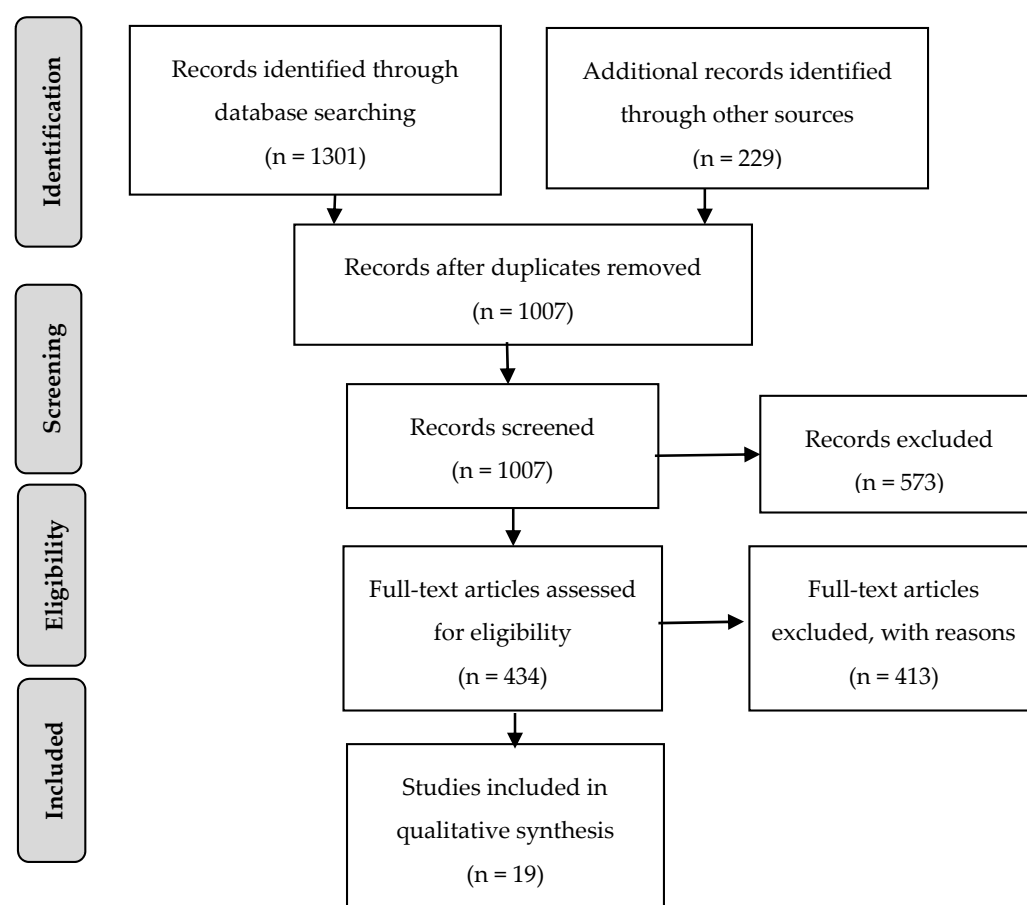 Identification
Records identified through
database searching
(n = 1301)
Additional records identified
through other sources
(n = 229)
Records after duplicates removed
(n = 1007)
Screening
Records screened
(n = 1007)
Records excluded
(n = 573)
Eligibility
Full-text articles assessed
for eligibility
(n = 434)
Full-text articles
excluded, with reasons
(n = 413)
Included
Studies included in
qualitative synthesis
(n = 19)